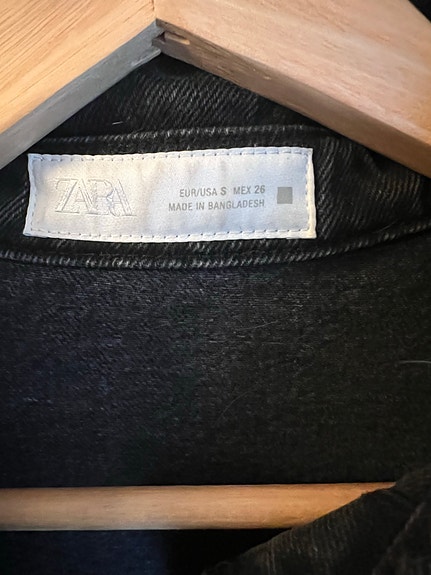 ZARA
EUR/USA S MEX 26
MADE IN BANGLADESH